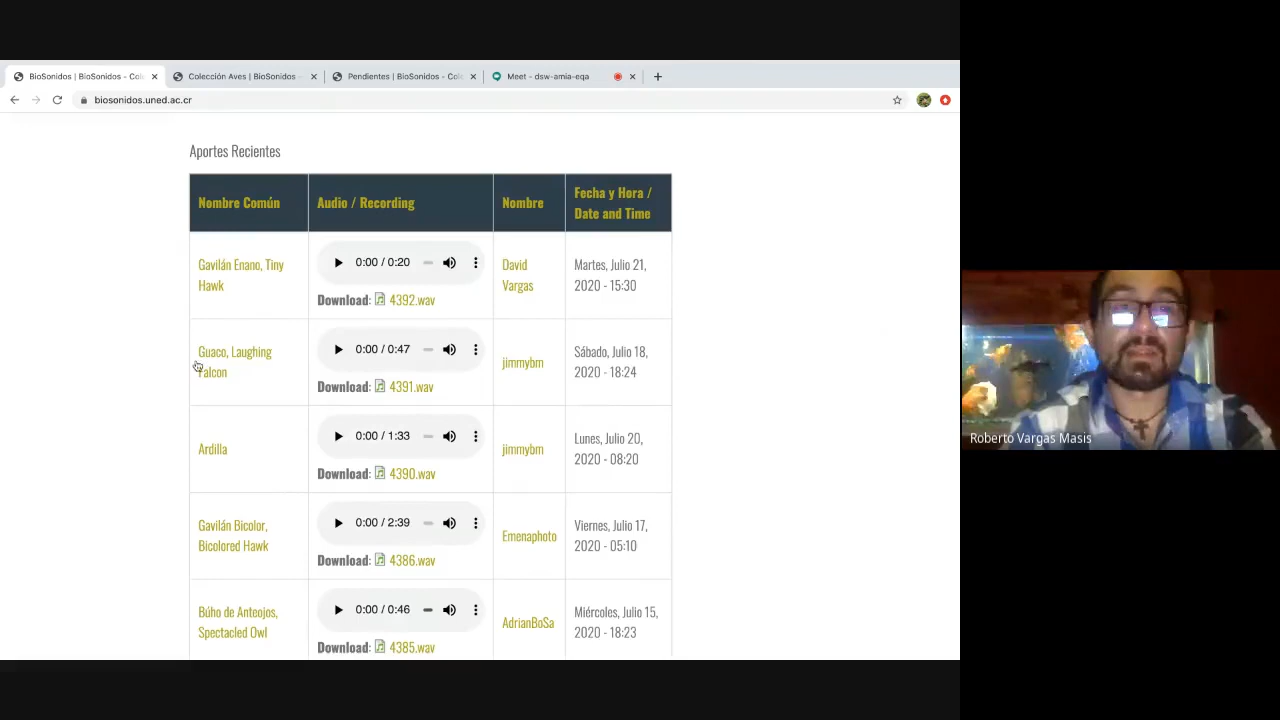 BioSonidos | BioSonidos - Cole
Colección Aves | BioSonidos -
Pendientes | BioSonidos - Cole
Meet - dsw-amia-eqa
biosonidos.uned.ac.cr
Aportes Recientes
Nombre Común
Audio / Recording
Nombre
Fecha y Hora /
Date and Time
Gavilán Enano, Tiny
Hawk
0:00 / 0:20
Download: 4392.wav
David
Vargas
Martes, Julio 21,
2020 - 15:30
Guaco, Laughing
Falcon
0:00 / 0:47
Download: 4391.wav
jimmybm
Sábado, Julio 18,
2020 - 18:24
Ardilla
0:00 / 1:33
Download: 4390.wav
jimmybm
Lunes, Julio 20,
2020 - 08:20
Gavilán Bicolor,
Bicolored Hawk
0:00 / 2:39
Download: 4386.wav
Emenaphoto
Viernes, Julio 17,
2020 - 05:10
Búho de Anteojos,
Spectacled Owl
0:00 / 0:46
Download: 4385.wav
AdrianBoSa
Miércoles, Julio 15,
2020 - 18:23
Roberto Vargas Masis